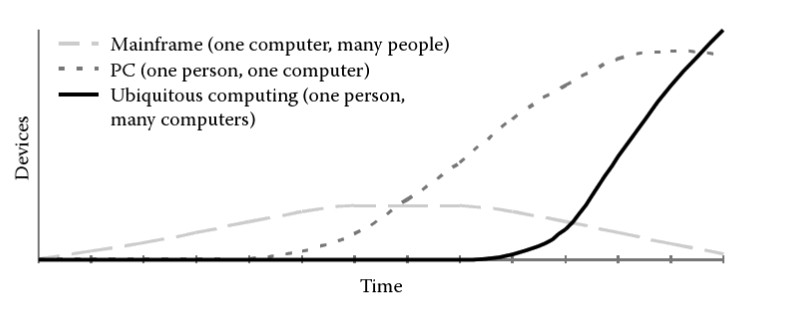 Mainframe (one computer, many people)
PC (one person, one computer)
Ubiquitous computing (one person,
many computers)
Devices
Time